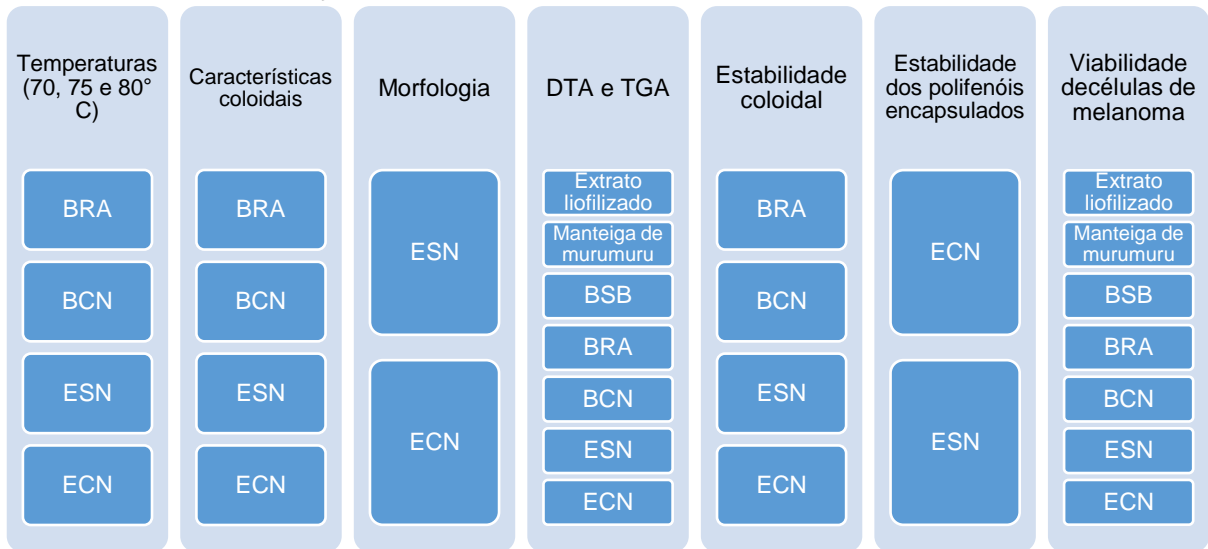 Temperaturas
(70, 75 e 80°
C)
BRA
BCN
ESN
ECN
Características
coloidais
BRA
BCN
ESN
ECN
Morfologia
ESN
ECN
DTA e TGA
Extrato
liofilizado
Manteiga de
murumuru
BSB
BRA
BCN
ESN
ECN
Estabilidade
coloidal
BRA
BCN
ESN
ECN
Estabilidade
dos polifenóis
encapsulados
ECN
ESN
Viabilidade
decélulas de
melanoma
Extrato
liofilizado
Manteiga de
murumuru
BSB
BRA
BCN
ESN
ECN